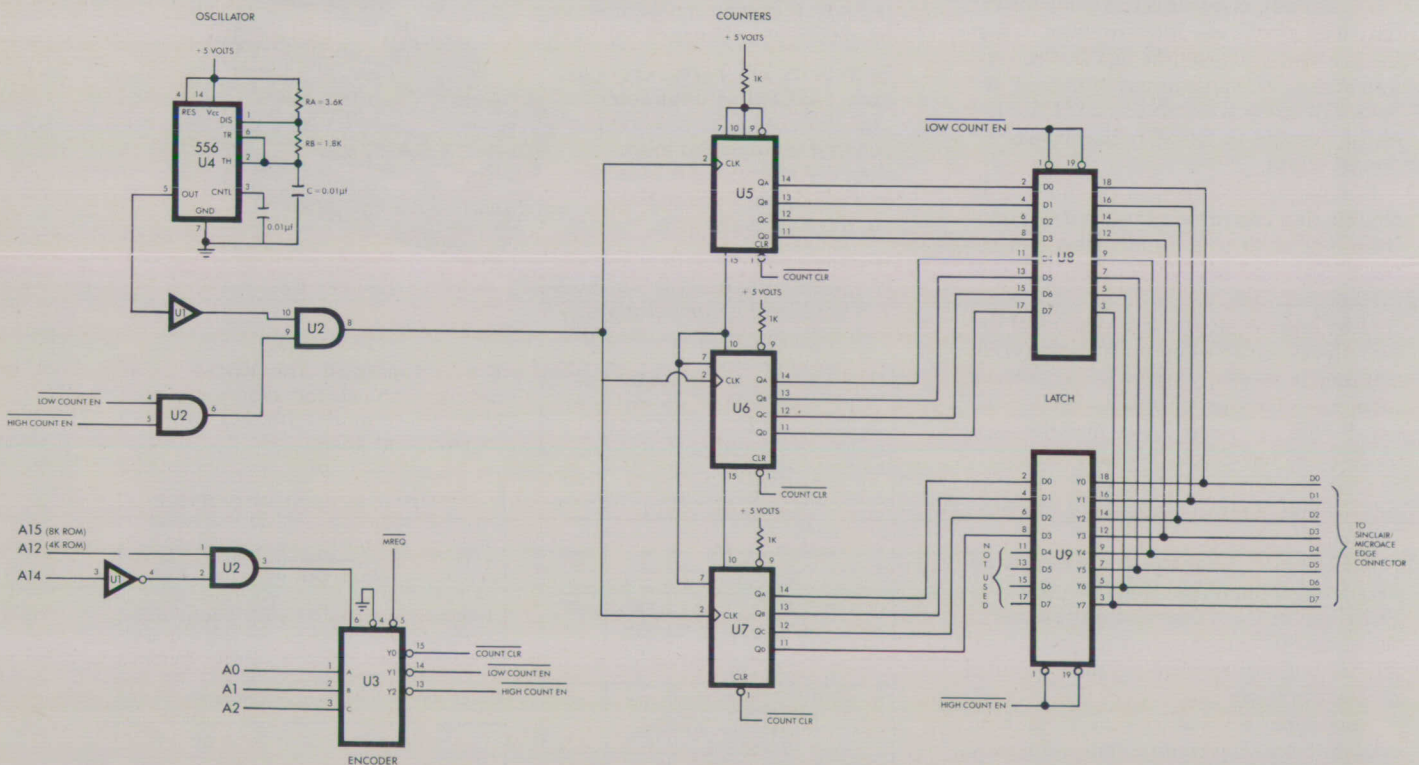 OSCILLATOR
+ 5 VOLTS
4
14
RES
Vcc
DIS
1
RA = 3.6K
TR
6
RB = 1.8K
556
U4
TH
2
C = 0.01µf
5
OUT
CNTL
3
GND
0.01µf
7
U1
10
9
U2
8
LOW COUNT EN
4
HIGH COUNT EN
5
U2
6
A15 (8K ROM)
A12 (4K ROM)
1
A14
3
U1
4
2
U2
3
MREQ
6
4
5
Y0
15
COUNT CLR
A0
1
A
U3
Y1
14
LOW COUNT EN
A1
2
B
Y2
13
HIGH COUNT EN
A2
3
C
ENCODER
COUNTERS
+ 5 VOLTS
1K
7
10
9
2
CLK
U5
QA
14
QB
13
QC
12
QD
11
CLR
15
1
COUNT CLR
+ 5 VOLTS
1K
10
9
7
2
CLK
U6
QA
14
QB
13
QC
12
QD
11
CLR
15
1
COUNT CLR
+ 5 VOLTS
1K
10
9
7
2
CLK
U7
QA
14
QB
13
QC
12
QD
11
CLR
1
COUNT CLR
LOW COUNT EN
1
19
2
D0
18
4
D1
16
6
D2
14
8
D3
12
11
D4
U8
9
13
D5
7
15
D6
5
17
D7
3
LATCH
2
D0
Y0
18
D0
4
D1
Y1
16
D1
6
D2
Y2
14
D2
8
D3
Y3
12
D3
11
D4
U9
Y4
9
D4
13
D5
Y5
7
D5
15
D6
Y6
5
D6
17
D7
Y7
3
D7
NOT USED
TO
SINCLAIR/
MICROACE
EDGE
CONNECTOR
1
19
HIGH COUNT EN